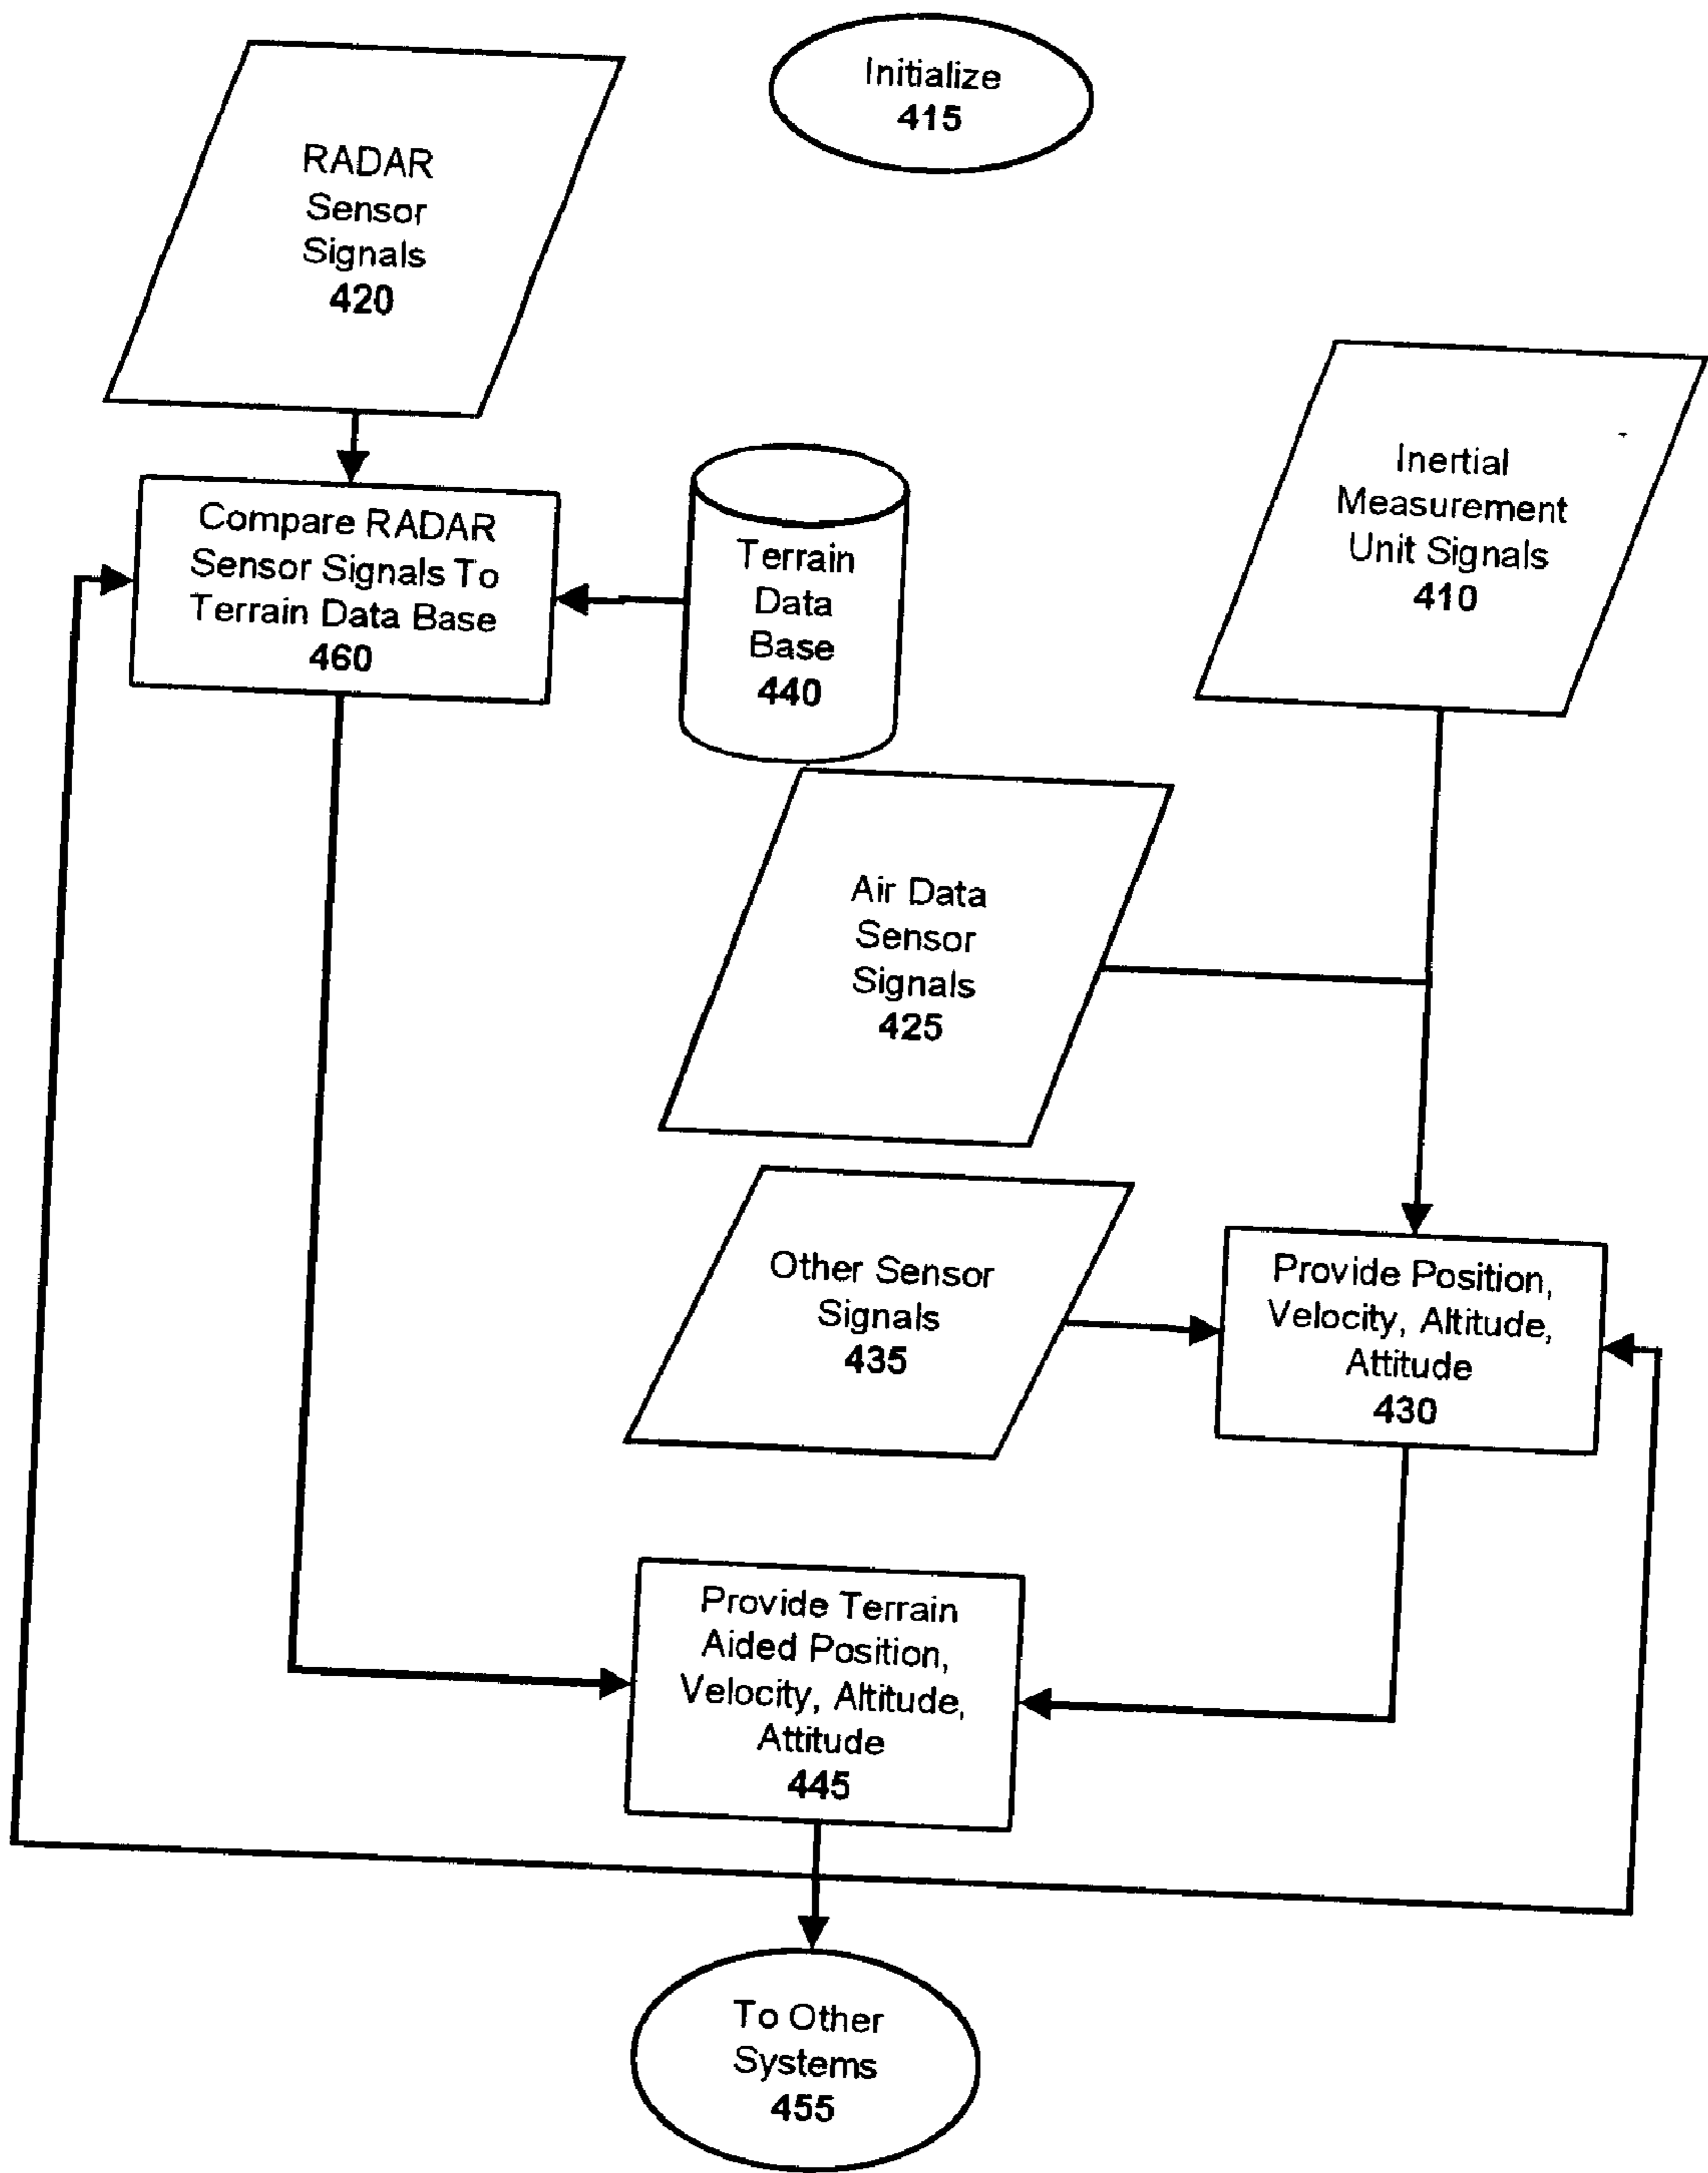 Initialize
415
RADAR
Sensor
Signals
420
Inertial
Measurement
Unit Signals
410
Compare RADAR
Sensor Signals To
Terrain Data Base
460
Terrain
Data
Base
440
Air Data
Sensor
Signals
425
Other Sensor
Signals
435
Provide Position,
Velocity, Altitude,
Attitude
430
Provide Terrain
Aided Position,
Velocity, Altitude,
Attitude
445
To Other
Systems
455